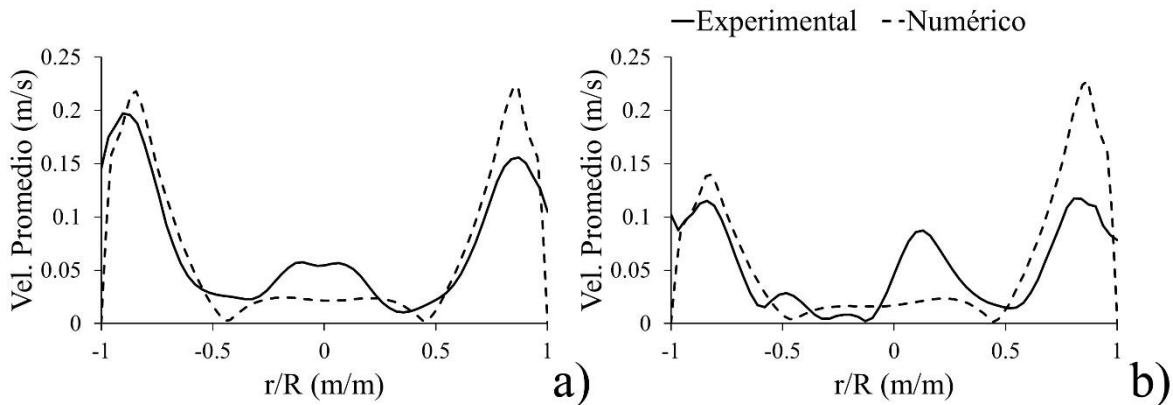 Experimental Numérico
Vel. Promedio (m/s)
0.25
0.2
0.15
0.1
0.05
0
-1 -0.5 0 0.5 1
r/R (m/m)
a)
Vel. Promedio (m/s)
0.25
0.2
0.15
0.1
0.05
0
-1 -0.5 0 0.5 1
r/R (m/m)
b)